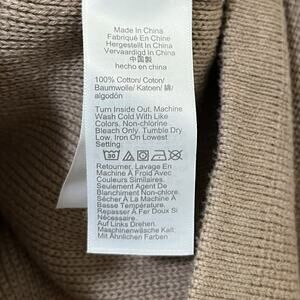 Made In China
Fabriqué En Chine
Hergestellt In China
Vervaardigd in China
中国製
hecho en china
100% Cotton/ Coton/
Baumwolle/ Katoen/ 綿/
algodón
Turn Inside Out. Machine
Wash Cold With Like
Colors. Non-chlorine
Bleach Only. Tumble Dry
Low, Iron On Lowest
Setting.
Retourner, Lavage En
Machine À Froid Avec
Couleurs Similaires.
Seulement Agent De
Blanchiment Non-chlore.
Sécher À La Machine À
Basse Température.
Repasser À Fer Doux Si
Nécessaire.
Auf Links Drehen.
Maschinenwäsche Kalt.
Mit Ähnlichen Farben